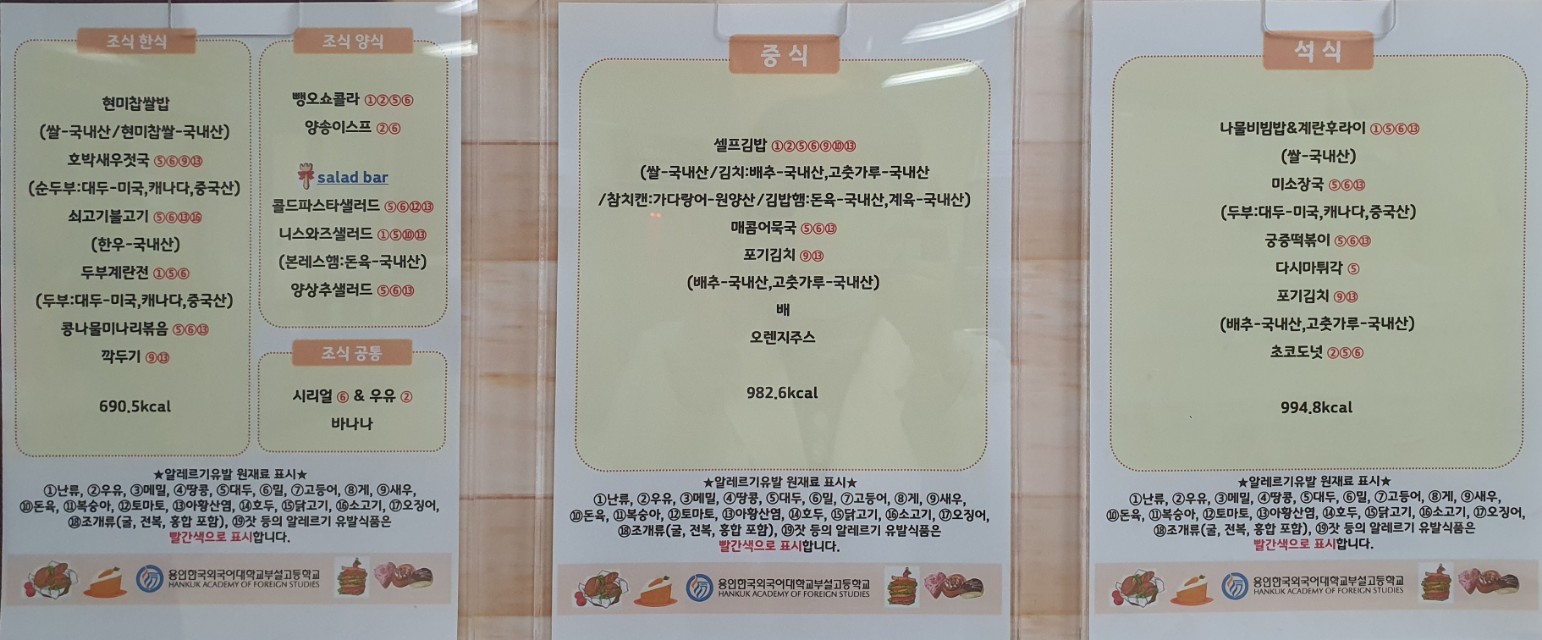 조식 한식
현미찹쌀밥
(쌀-국내산/현미찹쌀-국내산)
호박새우젓국 ⑤⑥⑨⑬
(순두부:대두-미국,캐나다,중국산)
쇠고기불고기 ⑤⑥⑬⑯
(한우-국내산)
두부계란전 ①⑤⑥
(두부:대두-미국,캐나다,중국산)
콩나물미나리볶음 ⑤⑥⑬
깍두기 ⑨⑬
690.5kcal
조식 양식
뺑오쇼콜라 ①②⑤⑥
양송이스프 ②⑥
salad bar
콜드파스타샐러드 ⑤⑥⑫⑬
니스와즈샐러드 ①⑤⑩⑬
(본레스햄:돈육-국내산)
양상추샐러드 ⑤⑥⑬
조식 공통
시리얼 ⑥ & 우유 ②
바나나
★알레르기유발 원재료 표시★
①난류, ②우유, ③메밀, ④땅콩, ⑤대두, ⑥밀, ⑦고등어, ⑧게, ⑨새우,
⑩돈육, ⑪복숭아, ⑫토마토, ⑬아황산염, ⑭호두, ⑮닭고기, ⑯소고기, ⑰오징어,
⑱조개류(굴, 전복, 홍합 포함), ⑲잣 등의 알레르기 유발식품은
빨간색으로 표시합니다.
용인한국외국어대학교부설고등학교
HANKUK ACADEMY OF FOREIGN STUDIES
중식
셀프김밥 ①②⑤⑥⑨⑩⑬
(쌀-국내산/김치:배추-국내산,고춧가루-국내산
/참치캔:가다랑어-원양산/김밥햄:돈육-국내산,계육-국내산)
매콤어묵국 ⑤⑥⑬
포기김치 ⑨⑬
(배추-국내산,고춧가루-국내산)
배
오렌지주스
982.6kcal
★알레르기유발 원재료 표시★
①난류, ②우유, ③메밀, ④땅콩, ⑤대두, ⑥밀, ⑦고등어, ⑧게, ⑨새우,
⑩돈육, ⑪복숭아, ⑫토마토, ⑬아황산염, ⑭호두, ⑮닭고기, ⑯소고기, ⑰오징어,
⑱조개류(굴, 전복, 홍합 포함), ⑲잣 등의 알레르기 유발식품은
빨간색으로 표시합니다.
용인한국외국어대학교부설고등학교
HANKUK ACADEMY OF FOREIGN STUDIES
석식
나물비빔밥&계란후라이 ①⑤⑥⑬
(쌀-국내산)
미소장국 ⑤⑥⑬
(두부:대두-미국,캐나다,중국산)
궁중떡볶이 ⑤⑥⑬
다시마튀각 ⑤
포기김치 ⑨⑬
(배추-국내산,고춧가루-국내산)
초코도넛 ②⑤⑥
994.8kcal
★알레르기유발 원재료 표시★
①난류, ②우유, ③메밀, ④땅콩, ⑤대두, ⑥밀, ⑦고등어, ⑧게, ⑨새우,
⑩돈육, ⑪복숭아, ⑫토마토, ⑬아황산염, ⑭호두, ⑮닭고기, ⑯소고기, ⑰오징어,
⑱조개류(굴, 전복, 홍합 포함), ⑲잣 등의 알레르기 유발식품은
빨간색으로 표시합니다.
용인한국외국어대학교부설고등학교
HANKUK ACADEMY OF FOREIGN STUDIES